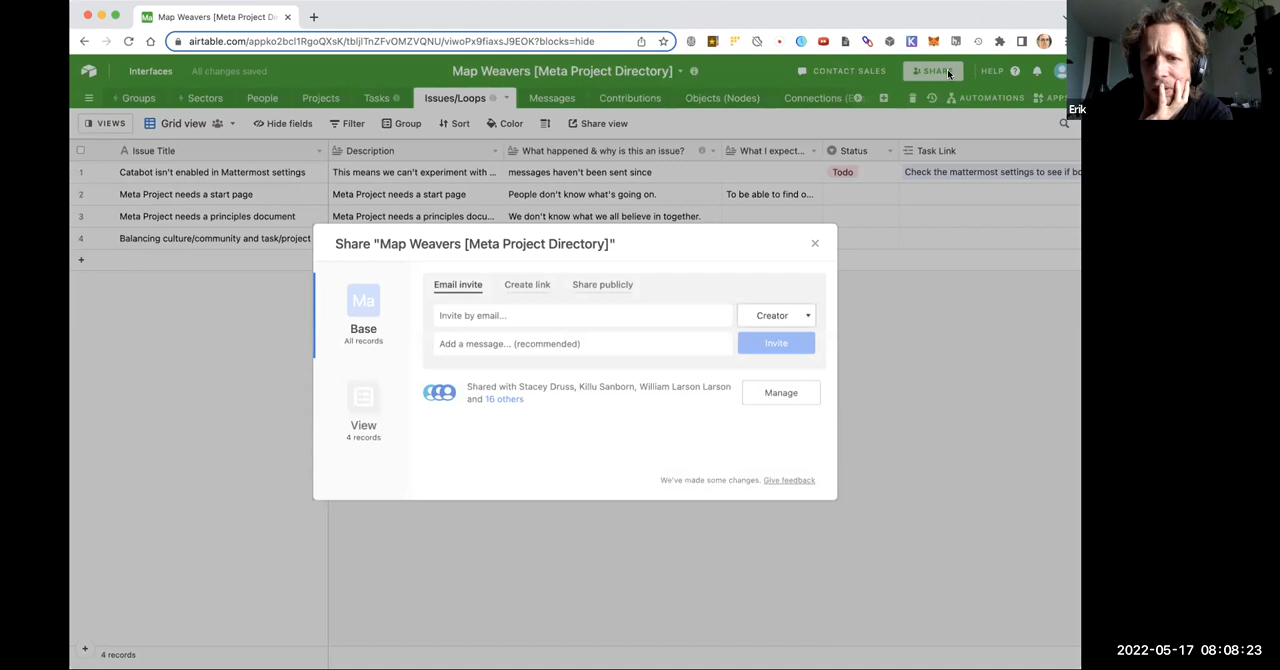 Map Weavers [Meta Project Di
airtable.com/appko2bcl1RgoQXsK/tbljlTnZFvOMZVQNU/viwoPx9fiaxsJ9EOK?blocks=hide
Interfaces All changes saved Map Weavers [Meta Project Directory] CONTACT SALES SHARE HELP
Groups Sectors People Projects Tasks Issues/Loops Messages Contributions Objects (Nodes) Connections AUTOMATIONS APP
Erik
VIEWS Grid view Hide fields Filter Group Sort Color Share view
Issue Title Description What happened & why is this an issue? What I expect... Status Task Link
1 Catabot isn't enabled in Mattermost settings This means we can't experiment with ... messages haven't been sent since Todo Check the mattermost settings to see if bo
2 Meta Project needs a start page Meta Project needs a start page People don't know what's going on. To be able to find o...
3 Meta Project needs a principles document Meta Project needs a principles docu... We don't know what we all believe in together.
4 Balancing culture/community and task/project
Share "Map Weavers [Meta Project Directory]"
Ma
Base
All records
View
4 records
Email invite Create link Share publicly
Invite by email... Creator
Add a message... (recommended) Invite
Shared with Stacey Druss, Killu Sanborn, William Larson Larson
and 16 others
Manage
We've made some changes. Give feedback
4 records
2022-05-17 08:08:23